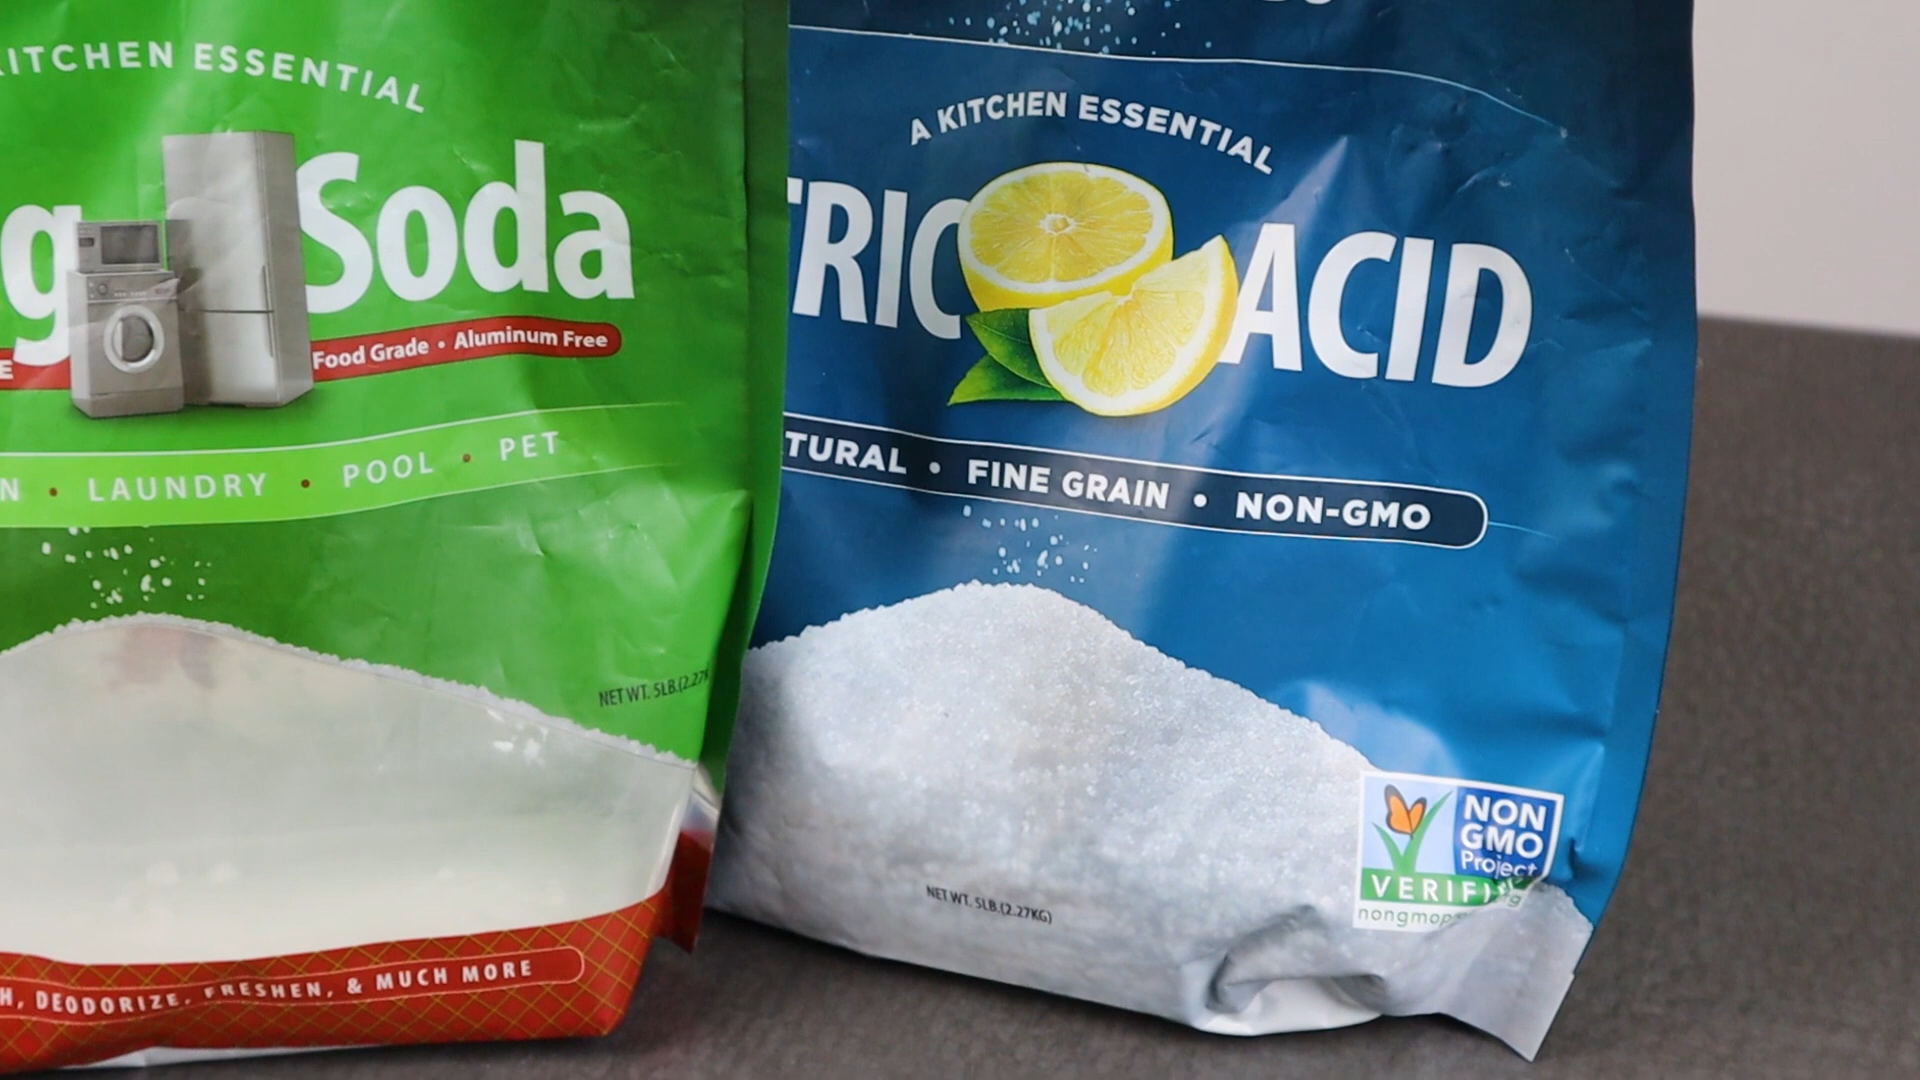 KITCHEN ESSENTIAL
g Soda
E Food Grade • Aluminum Free
N • LAUNDRY • POOL • PET
NET WT. 5LB.(2.27K
H, DEODORIZE, FRESHEN, & MUCH MORE
A KITCHEN ESSENTIAL
TRIC ACID
TURAL • FINE GRAIN • NON-GMO
NON
GMO
Project
VERIFI
nongmop g
NET WT. 5LB.(2.27KG)